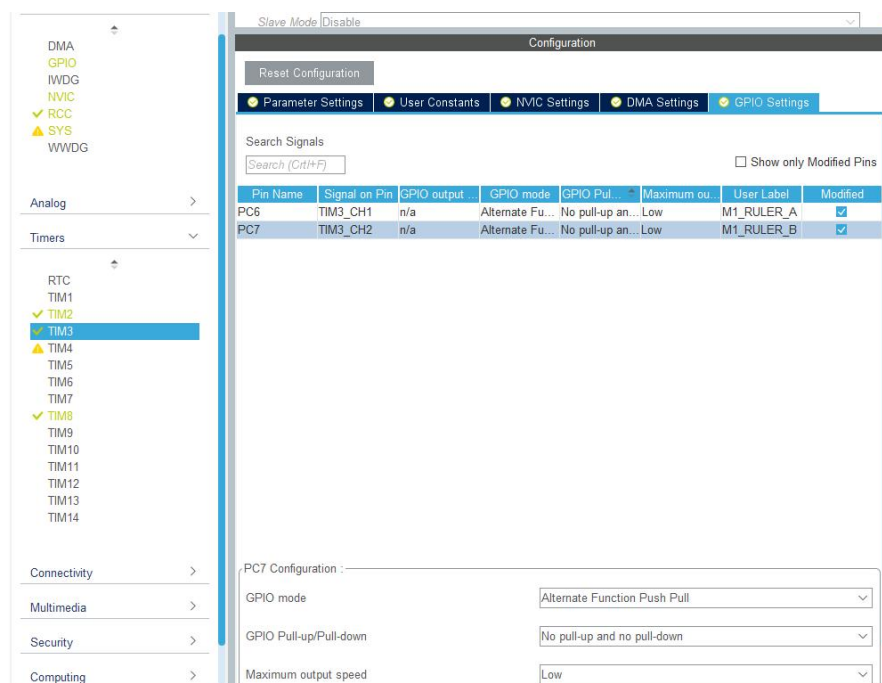 Slave Mode Disable
Configuration
Reset Configuration
Parameter Settings User Constants NVIC Settings DMA Settings GPIO Settings
Search Signals
Search (Crtl+F)
Show only Modified Pins
Pin Name Signal on Pin GPIO output ... GPIO mode GPIO Pul... Maximum ou... User Label Modified
PC6 TIM3_CH1 n/a Alternate Fu... No pull-up an... Low M1_RULER_A
PC7 TIM3_CH2 n/a Alternate Fu... No pull-up an... Low M1_RULER_B
PC7 Configuration :
GPIO mode Alternate Function Push Pull
GPIO Pull-up/Pull-down No pull-up and no pull-down
Maximum output speed Low
DMA
GPIO
IWDG
NVIC
RCC
SYS
WWDG
Analog
Timers
RTC
TIM1
TIM2
TIM3
TIM4
TIM5
TIM6
TIM7
TIM8
TIM9
TIM10
TIM11
TIM12
TIM13
TIM14
Connectivity
Multimedia
Security
Computing